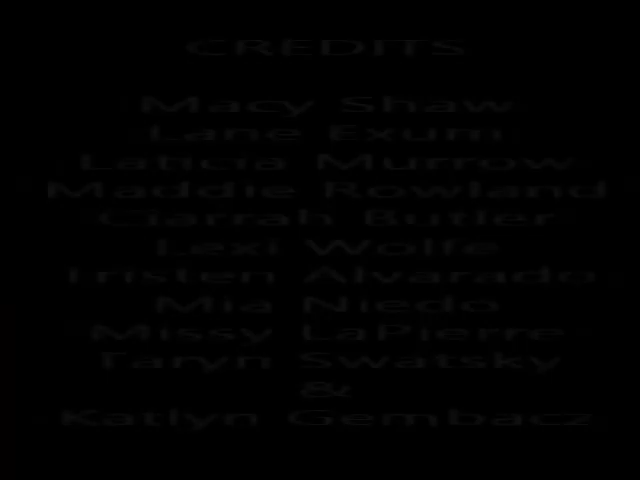 CREDITS
Macy Shaw
Lane Exum
Laticia Murrow
Maddie Rowland
Ciarrah Butler
Lexi Wolfe
Tristen Alvarado
Mia Niedo
Missy LaPierre
Taryn Swatsky
&
Katlyn Gembacz